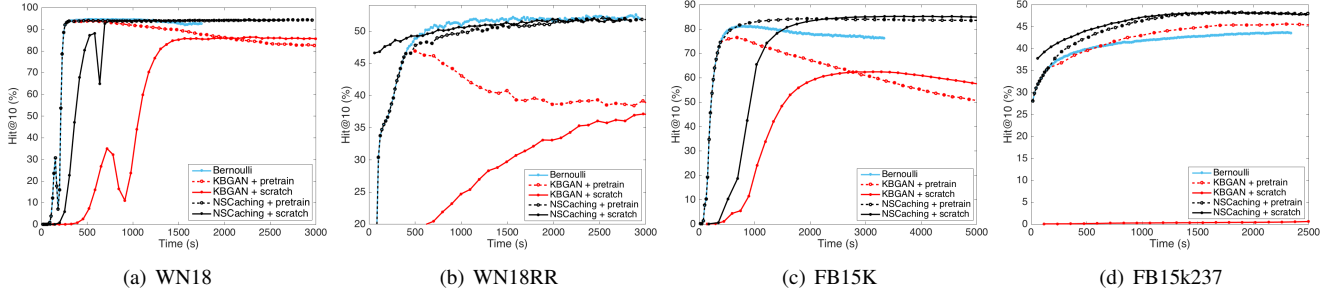 100
90
80
70
60
50
40
30
20
10
0
Hit@10 (%)
0 500 1000 1500 2000 2500 3000
Time (s)
Bernoulli
KBGAN + pretrain
KBGAN + scratch
NSCaching + pretrain
NSCaching + scratch
(a) WN18
50
45
40
35
30
25
20
Hit@10 (%)
0 500 1000 1500 2000 2500 3000
Time (s)
Bernoulli
KBGAN + pretrain
KBGAN + scratch
NSCaching + pretrain
NSCaching + scratch
(b) WN18RR
90
80
70
60
50
40
30
20
10
0
Hit@10 (%)
0 1000 2000 3000 4000 5000
Time (s)
Bernoulli
KBGAN + pretrain
KBGAN + scratch
NSCaching + pretrain
NSCaching + scratch
(c) FB15K
50
45
40
35
30
25
20
15
10
5
0
Hit@10 (%)
0 500 1000 1500 2000 2500
Time (s)
Bernoulli
KBGAN + pretrain
KBGAN + scratch
NSCaching + pretrain
NSCaching + scratch
(d) FB15k237